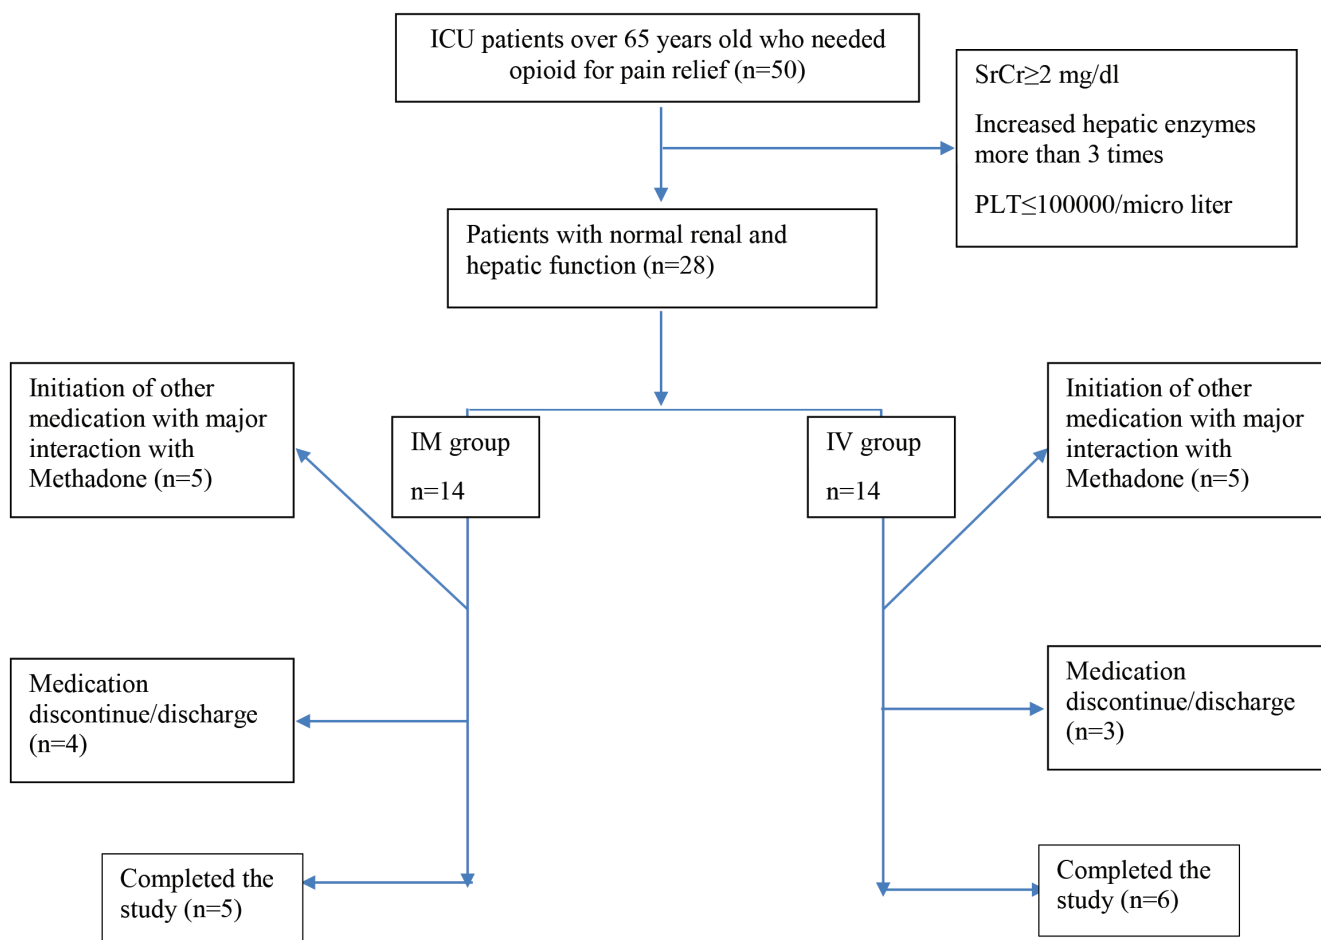 ICU patients over 65 years old who needed
opioid for pain relief (n=50)
SrCr≥2 mg/dl
Increased hepatic enzymes
more than 3 times
PLT≤100000/micro liter
Patients with normal renal and
hepatic function (n=28)
Initiation of other
medication with major
interaction with
Methadone (n=5)
IM group
n=14
IV group
n=14
Initiation of other
medication with major
interaction with
Methadone (n=5)
Medication
discontinue/discharge
(n=4)
Medication
discontinue/discharge
(n=3)
Completed the
study (n=5)
Completed the
study (n=6)